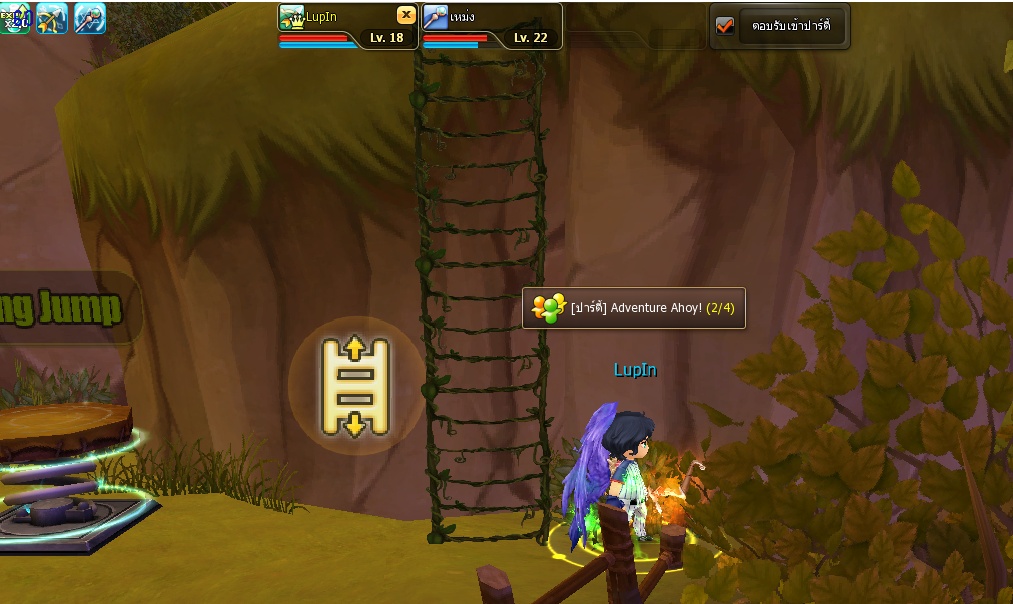 LupIn
Lv. 18
เหม่ง
Lv. 22
ตอบรับเข้าปาร์ตี้
ng Jump
[ปาร์ตี้] Adventure Ahoy! (2/4)
LupIn